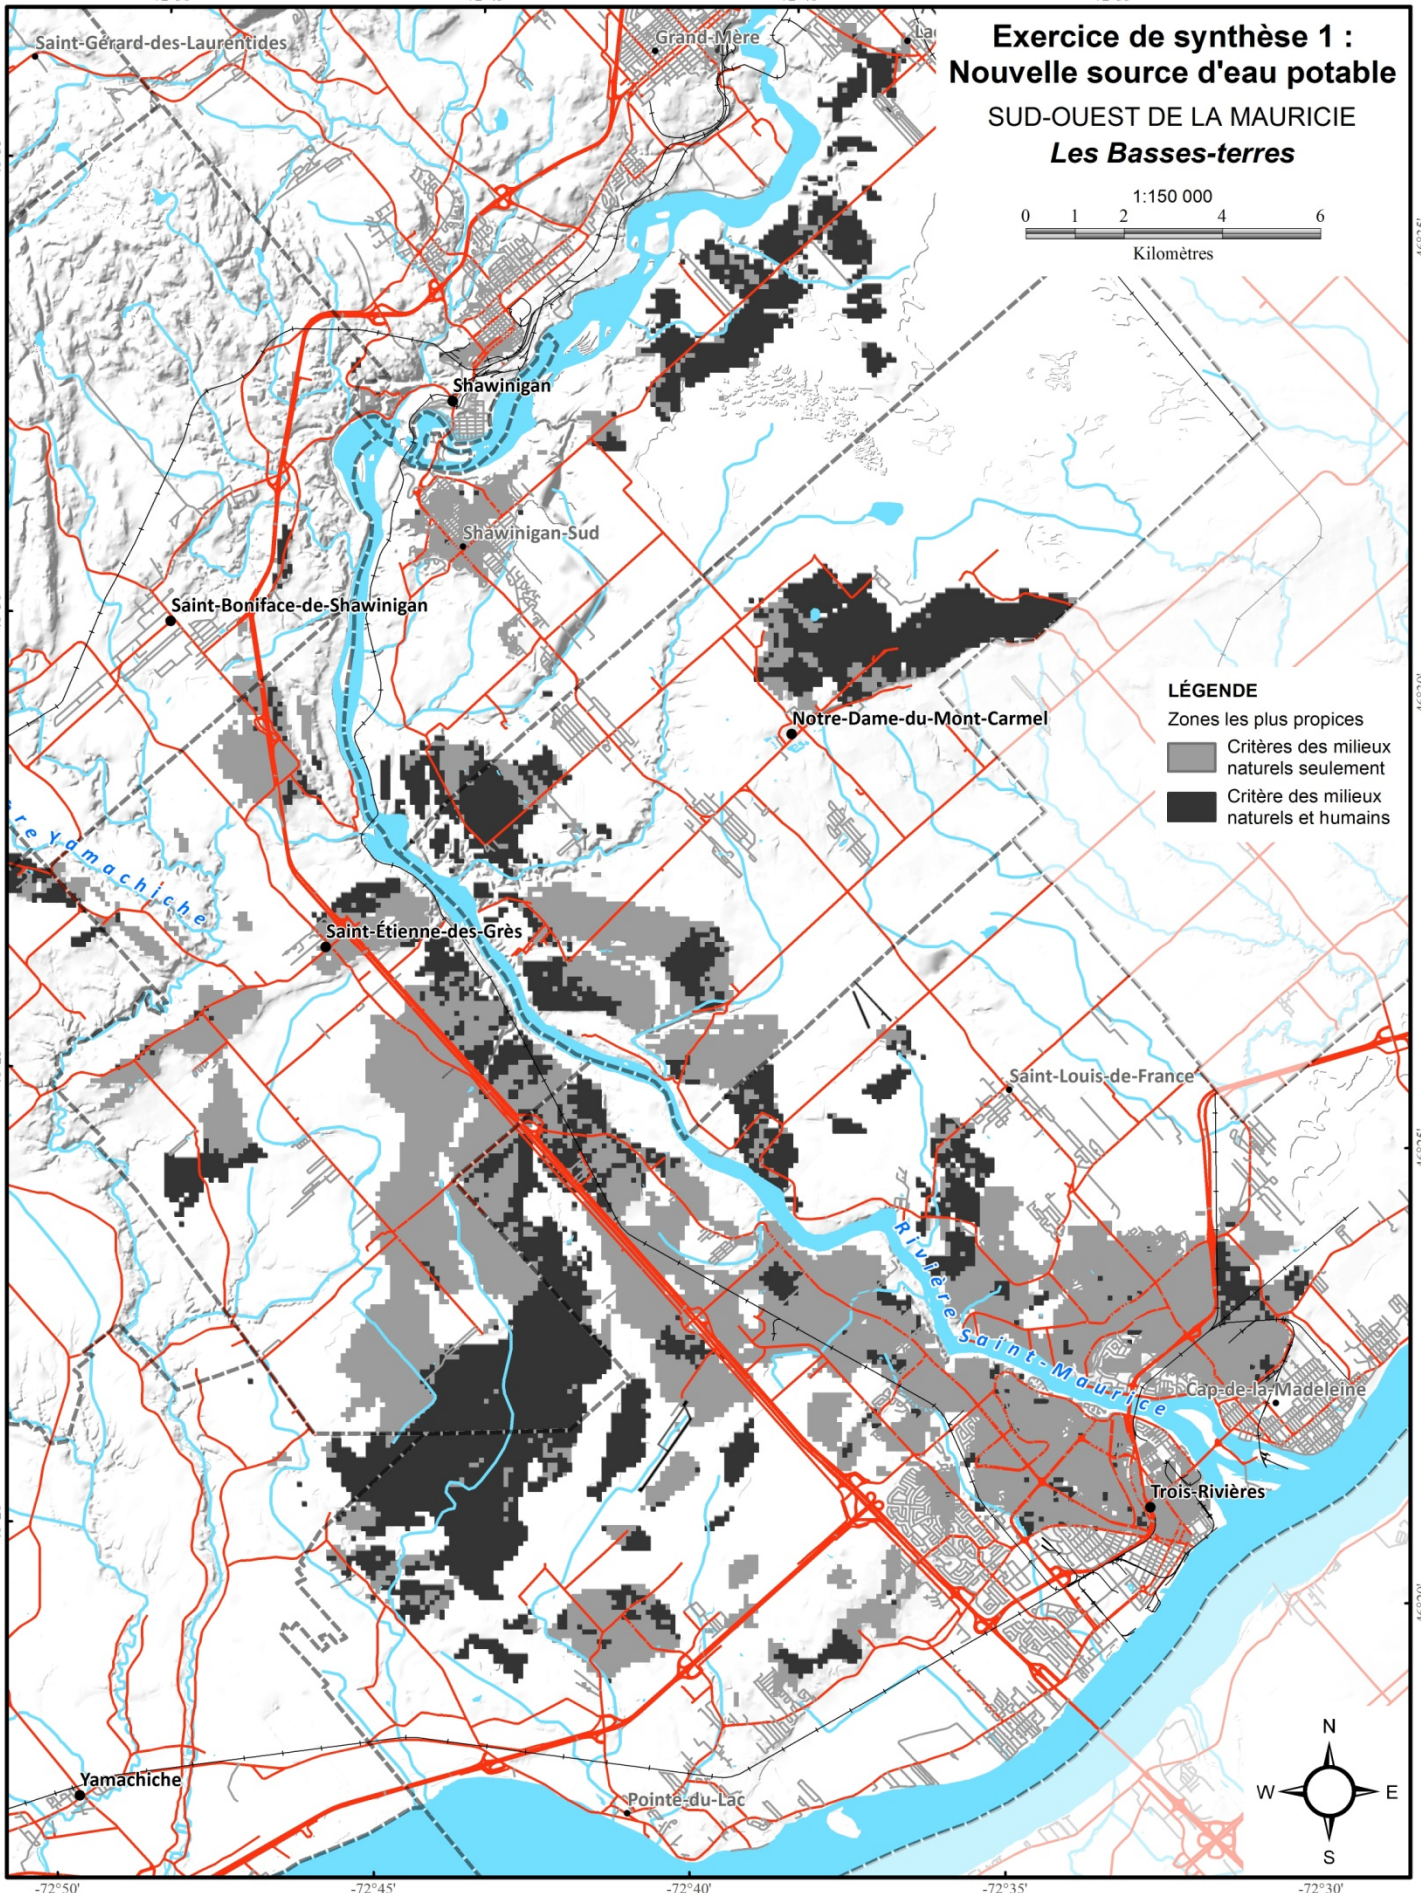 Exercice de synthèse 1 :
Nouvelle source d'eau potable
SUD-OUEST DE LA MAURICIE
Les Basses-terres
1:150 000
0 1 2 4 6
Kilomètres
Saint-Gérard-des-Laurentides
Grand-Mère
Shawinigan
Shawinigan-Sud
Saint-Boniface-de-Shawinigan
LÉGENDE
Zones les plus propices
Critères des milieux
naturels seulement
Critère des milieux
naturels et humains
Notre-Dame-du-Mont-Carmel
re Yamachiche
Saint-Étienne-des-Grès
Saint-Louis-de-France
Rivière Saint-Maurice
Cap-de-la-Madeleine
Trois-Rivières
Yamachiche
Pointe-du-Lac
N
W E
S
-72°50' -72°45' -72°40' -72°35' -72°30'